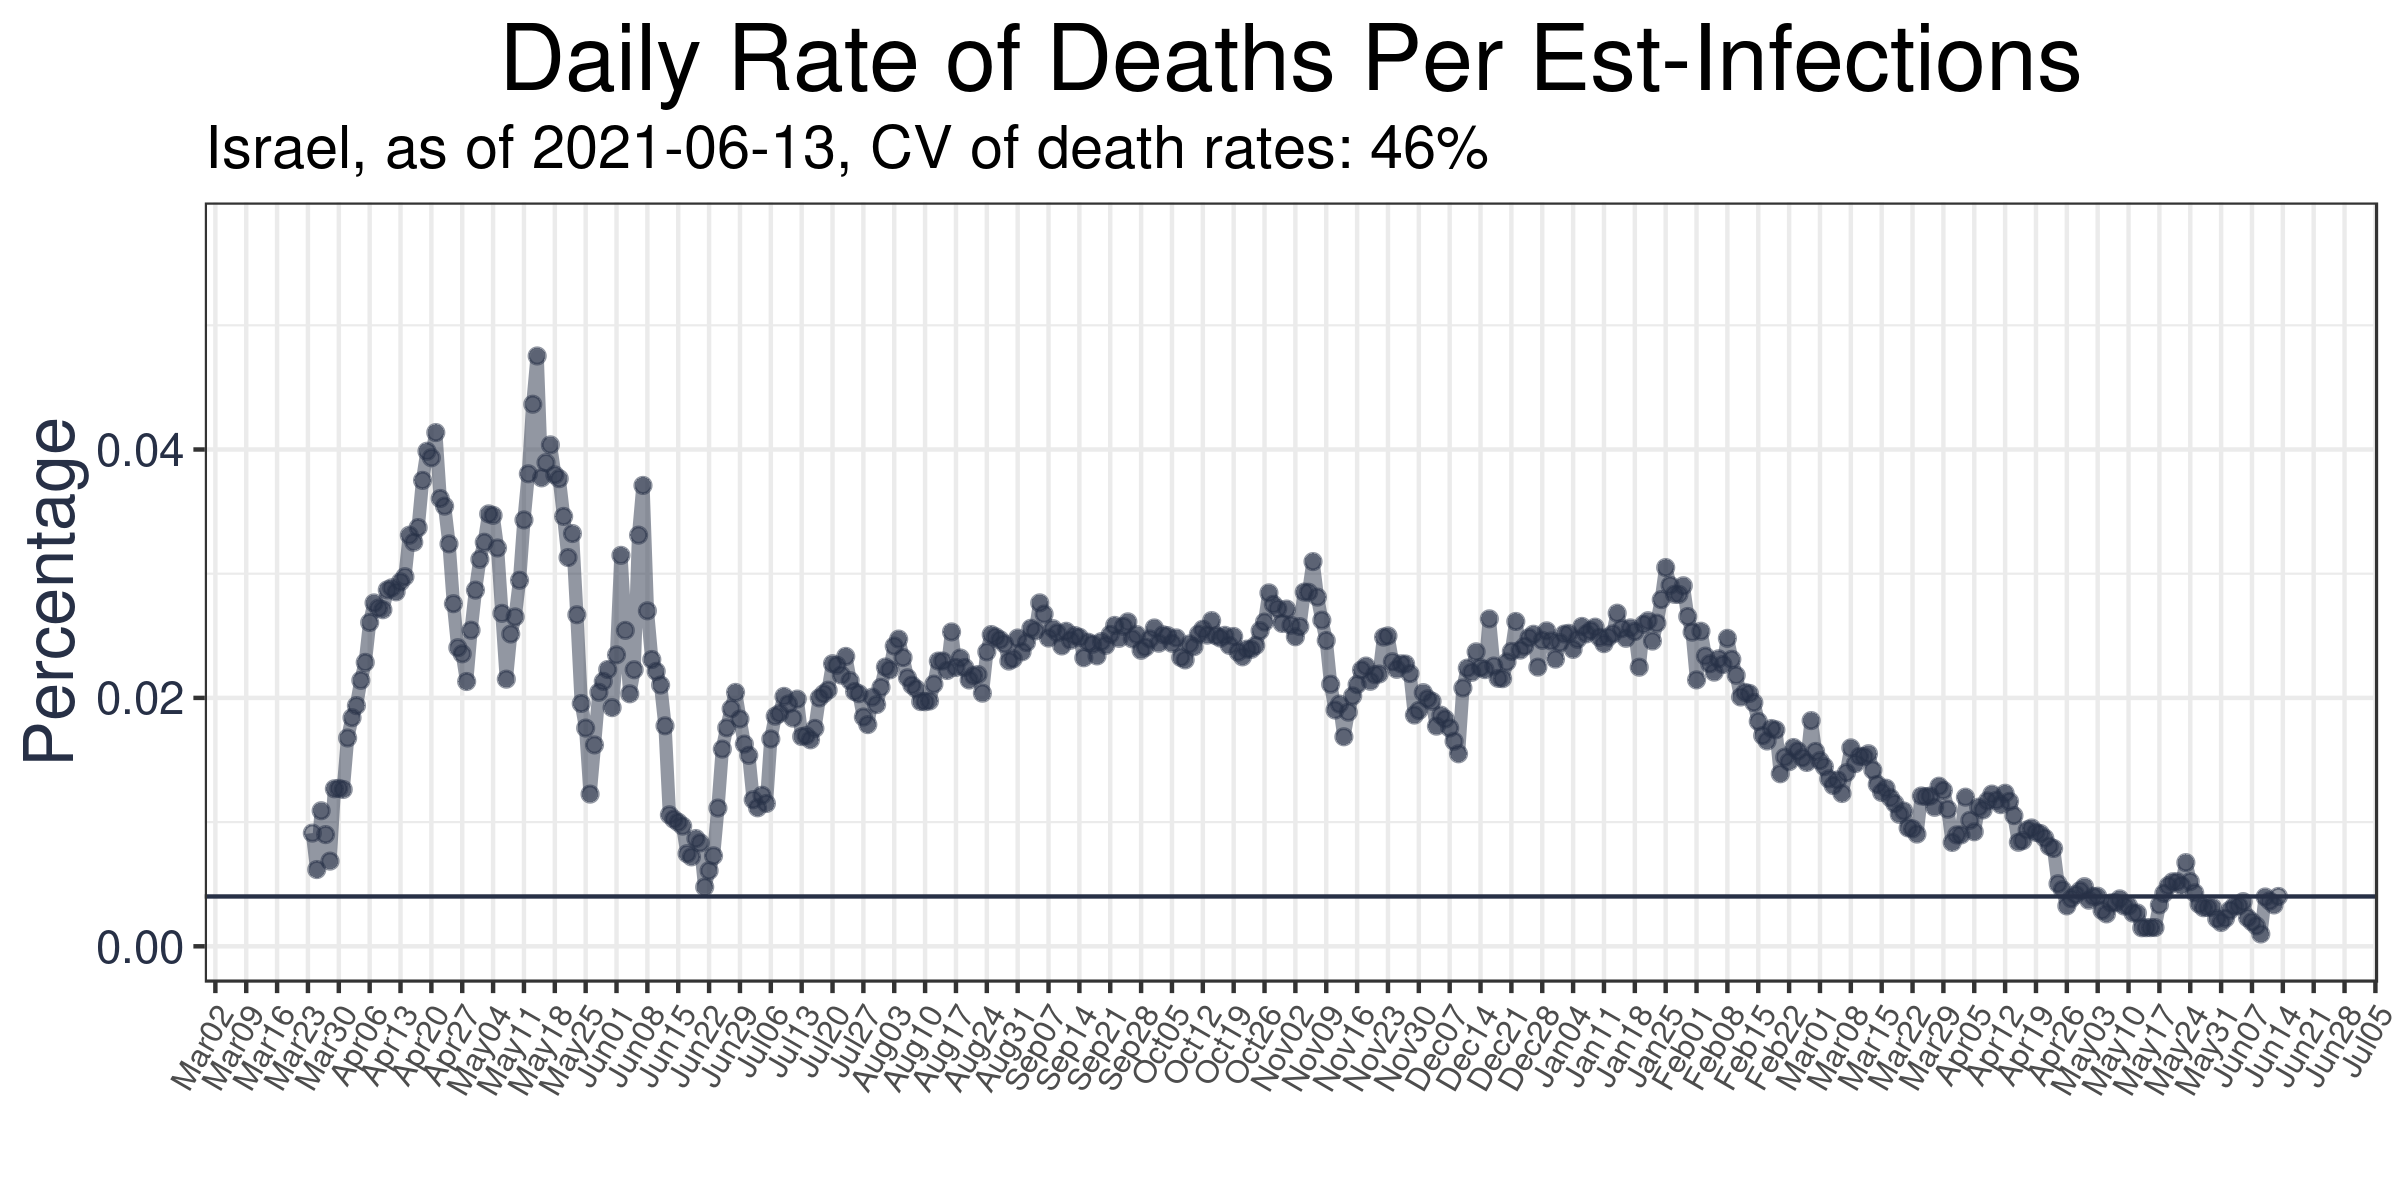 Daily Rate of Deaths Per Est-Infections
Israel, as of 2021-06-13, CV of death rates: 46%
Percentage
0.04
0.02
0.00
Mar02
Mar09
Mar16
Mar23
Mar30
Apr06
Apr13
Apr20
Apr27
May04
May11
May18
May25
Jun01
Jun08
Jun15
Jun22
Jun29
Jul06
Jul13
Jul20
Jul27
Aug03
Aug10
Aug17
Aug24
Aug31
Sep07
Sep14
Sep21
Sep28
Oct05
Oct12
Oct19
Oct26
Nov02
Nov09
Nov16
Nov23
Nov30
Dec07
Dec14
Dec21
Dec28
Jan04
Jan11
Jan18
Jan25
Feb01
Feb08
Feb15
Feb22
Mar01
Mar08
Mar15
Mar22
Mar29
Apr05
Apr12
Apr19
Apr26
May03
May10
May17
May24
May31
Jun07
Jun14
Jun21
Jun28
Jul05